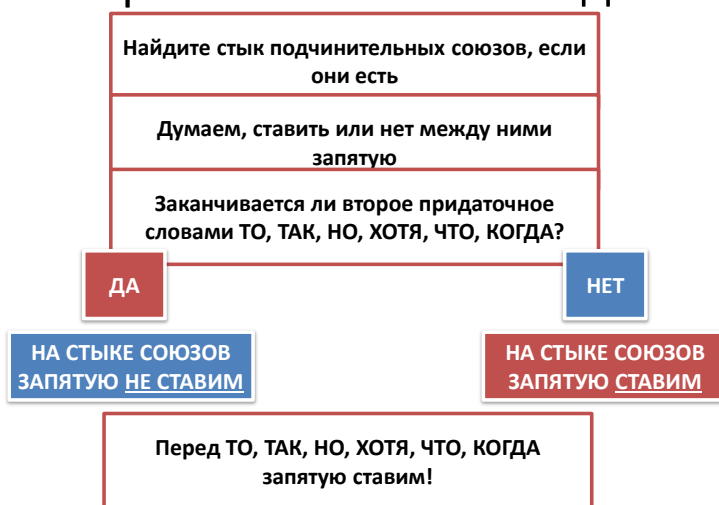 Найдите стык подчинительных союзов, если
они есть
Думаем, ставить или нет между ними
запятую
Заканчивается ли второе придаточное
словами ТО, ТАК, НО, ХОТЯ, ЧТО, КОГДА?
ДА
НЕТ
НА СТЫКЕ СОЮЗОВ
ЗАПЯТУЮ НЕ СТАВИМ
НА СТЫКЕ СОЮЗОВ
ЗАПЯТУЮ СТАВИМ
Перед ТО, ТАК, НО, ХОТЯ, ЧТО, КОГДА
запятую ставим!